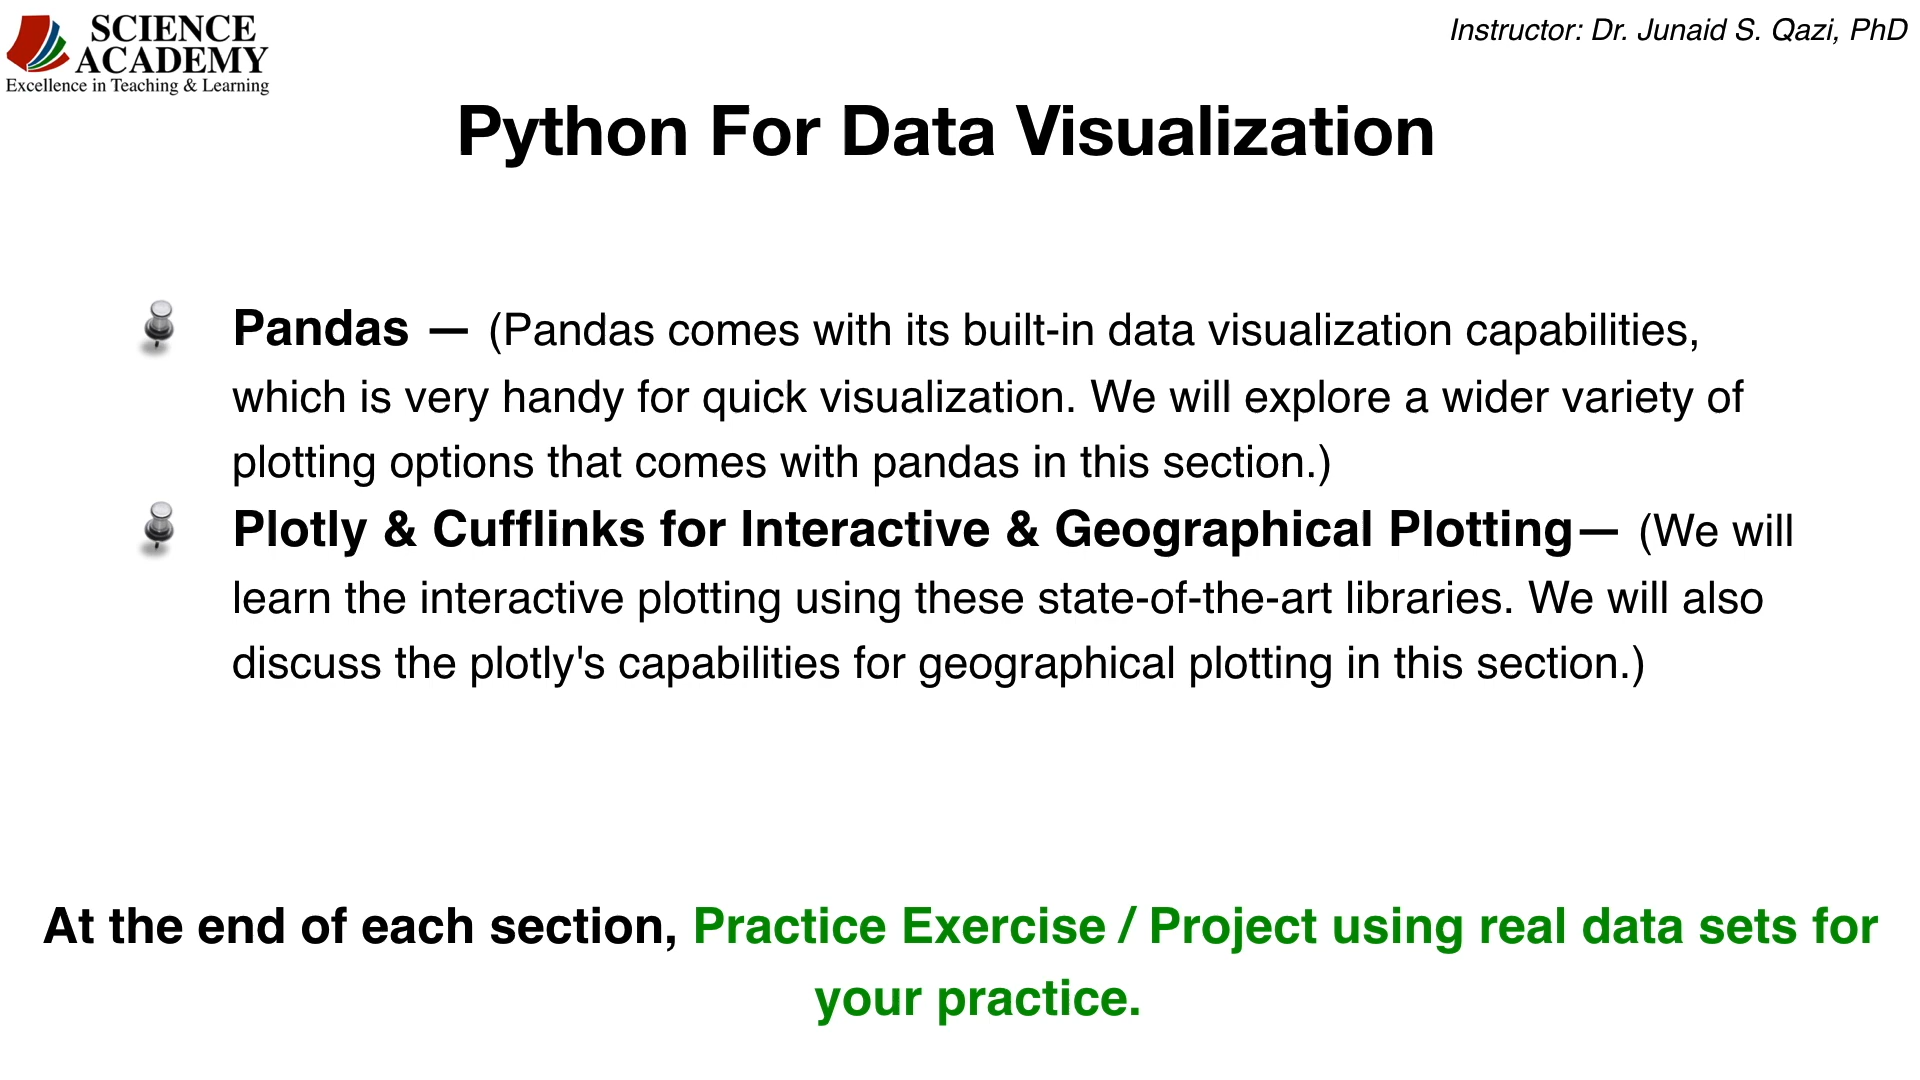 SCIENCE
ACADEMY
Excellence in Teaching & Learning
Instructor: Dr. Junaid S. Qazi, PhD
Python For Data Visualization
Pandas — (Pandas comes with its built-in data visualization capabilities,
which is very handy for quick visualization. We will explore a wider variety of
plotting options that comes with pandas in this section.)
Plotly & Cufflinks for Interactive & Geographical Plotting— (We will
learn the interactive plotting using these state-of-the-art libraries. We will also
discuss the plotly's capabilities for geographical plotting in this section.)
At the end of each section, Practice Exercise / Project using real data sets for
your practice.